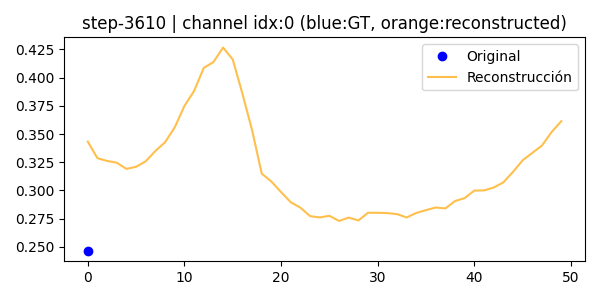 step-3610 | channel idx:0 (blue:GT, orange:reconstructed)
Original
Reconstrucción
0.425
0.400
0.375
0.350
0.325
0.300
0.275
0.250
0 10 20 30 40 50